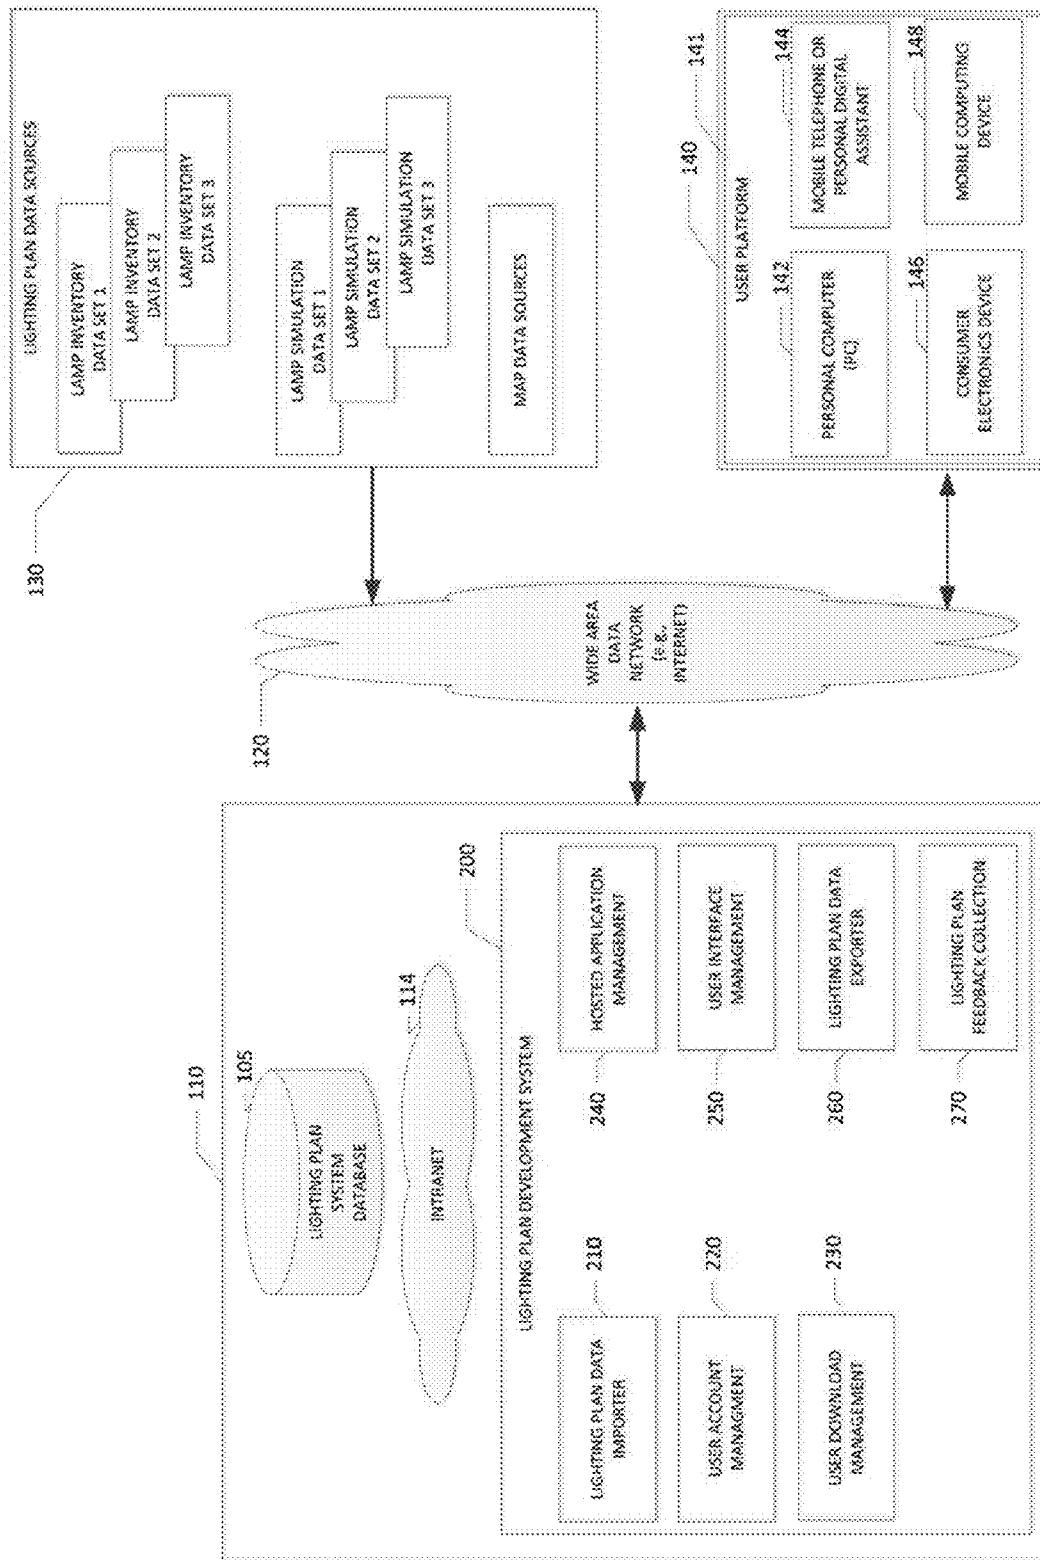 110
105
LIGHTING PLAN
SYSTEM
DATABASE
114
INTRANET
200
LIGHTING PLAN DEVELOPMENT SYSTEM
LIGHTING PLAN DATA
IMPORTER
210
USER ACCOUNT
MANAGMENT
220
USER DOWNLOAD
MANAGEMENT
230
240
HOSTED APPLICATION
MANAGEMENT
250
USER INTERFACE
MANAGEMENT
260
LIGHTING PLAN DATA
EXPORTER
270
LIGHTING PLAN
FEEDBACK COLLECTION
120
WIDE AREA
DATA
NETWORK
(e.g.,
INTERNET)
130
LIGHTING PLAN DATA SOURCES
LAMP INVENTORY
DATA SET 1
LAMP INVENTORY
DATA SET 2
LAMP INVENTORY
DATA SET 3
LAMP SIMULATION
DATA SET 1
LAMP SIMULATION
DATA SET 2
LAMP SIMULATION
DATA SET 3
MAP DATA SOURCES
140
141
USER PLATFORM
142
PERSONAL COMPUTER
(PC)
144
MOBILE TELEPHONE OR
PERSONAL DIGITAL
ASSISTANT
146
CONSUMER
ELECTRONICS DEVICE
148
MOBILE COMPUTING
DEVICE